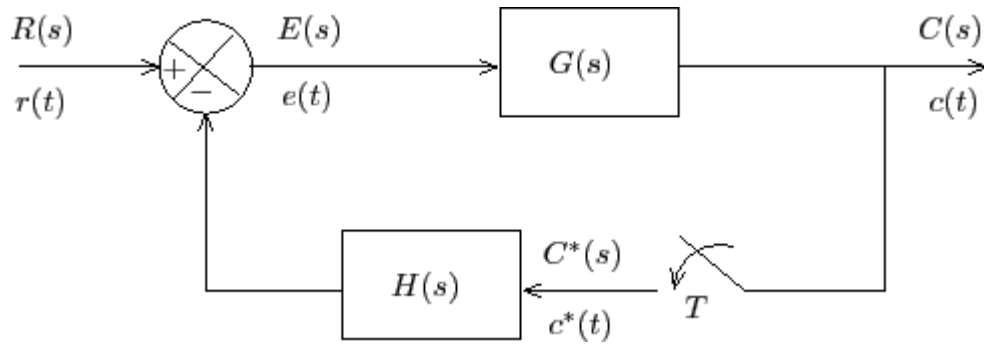 R(s)
r(t)
+
−
E(s)
e(t)
G(s)
C(s)
c(t)
H(s)
C*(s)
c*(t)
T